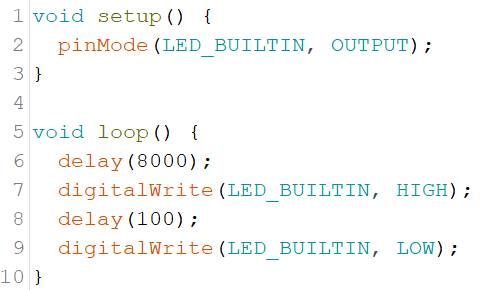 1 void setup() {
2   pinMode(LED_BUILTIN, OUTPUT);
3 }
4
5 void loop() {
6   delay(8000);
7   digitalWrite(LED_BUILTIN, HIGH);
8   delay(100);
9   digitalWrite(LED_BUILTIN, LOW);
10 }